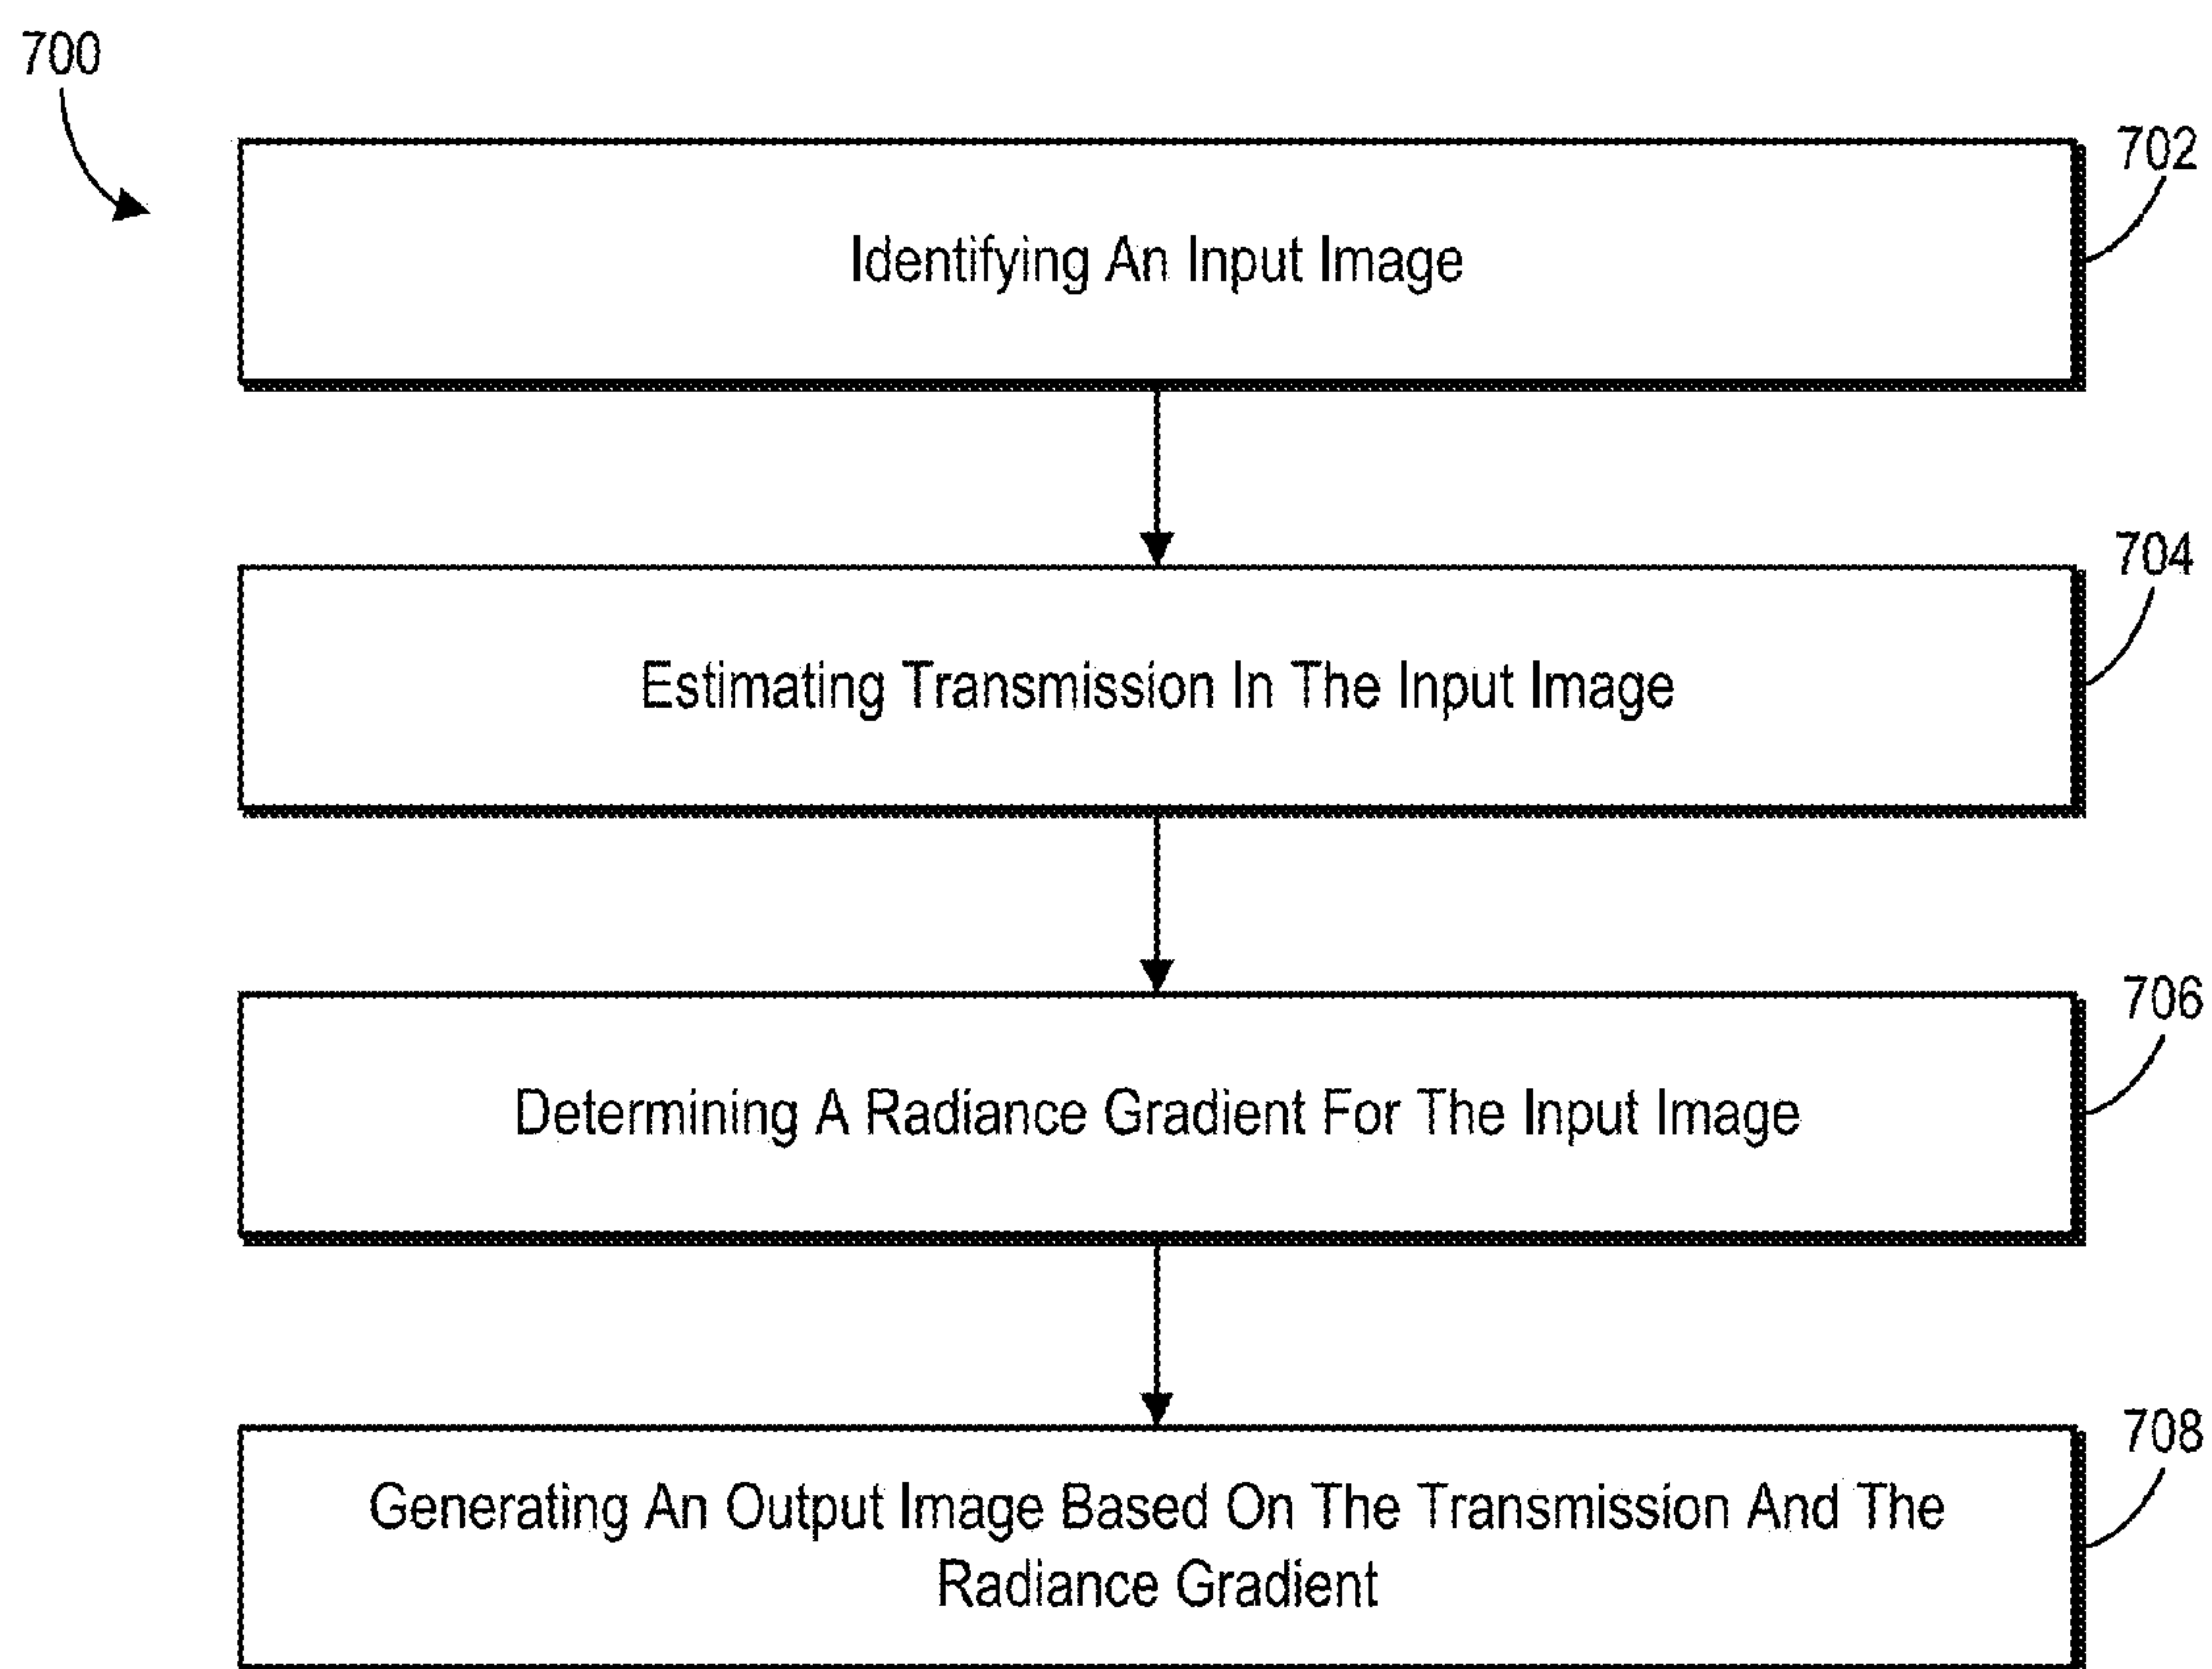 700
702
Identifying An Input Image
704
Estimating Transmission In The Input Image
706
Determining A Radiance Gradient For The Input Image
708
Generating An Output Image Based On The Transmission And The
Radiance Gradient